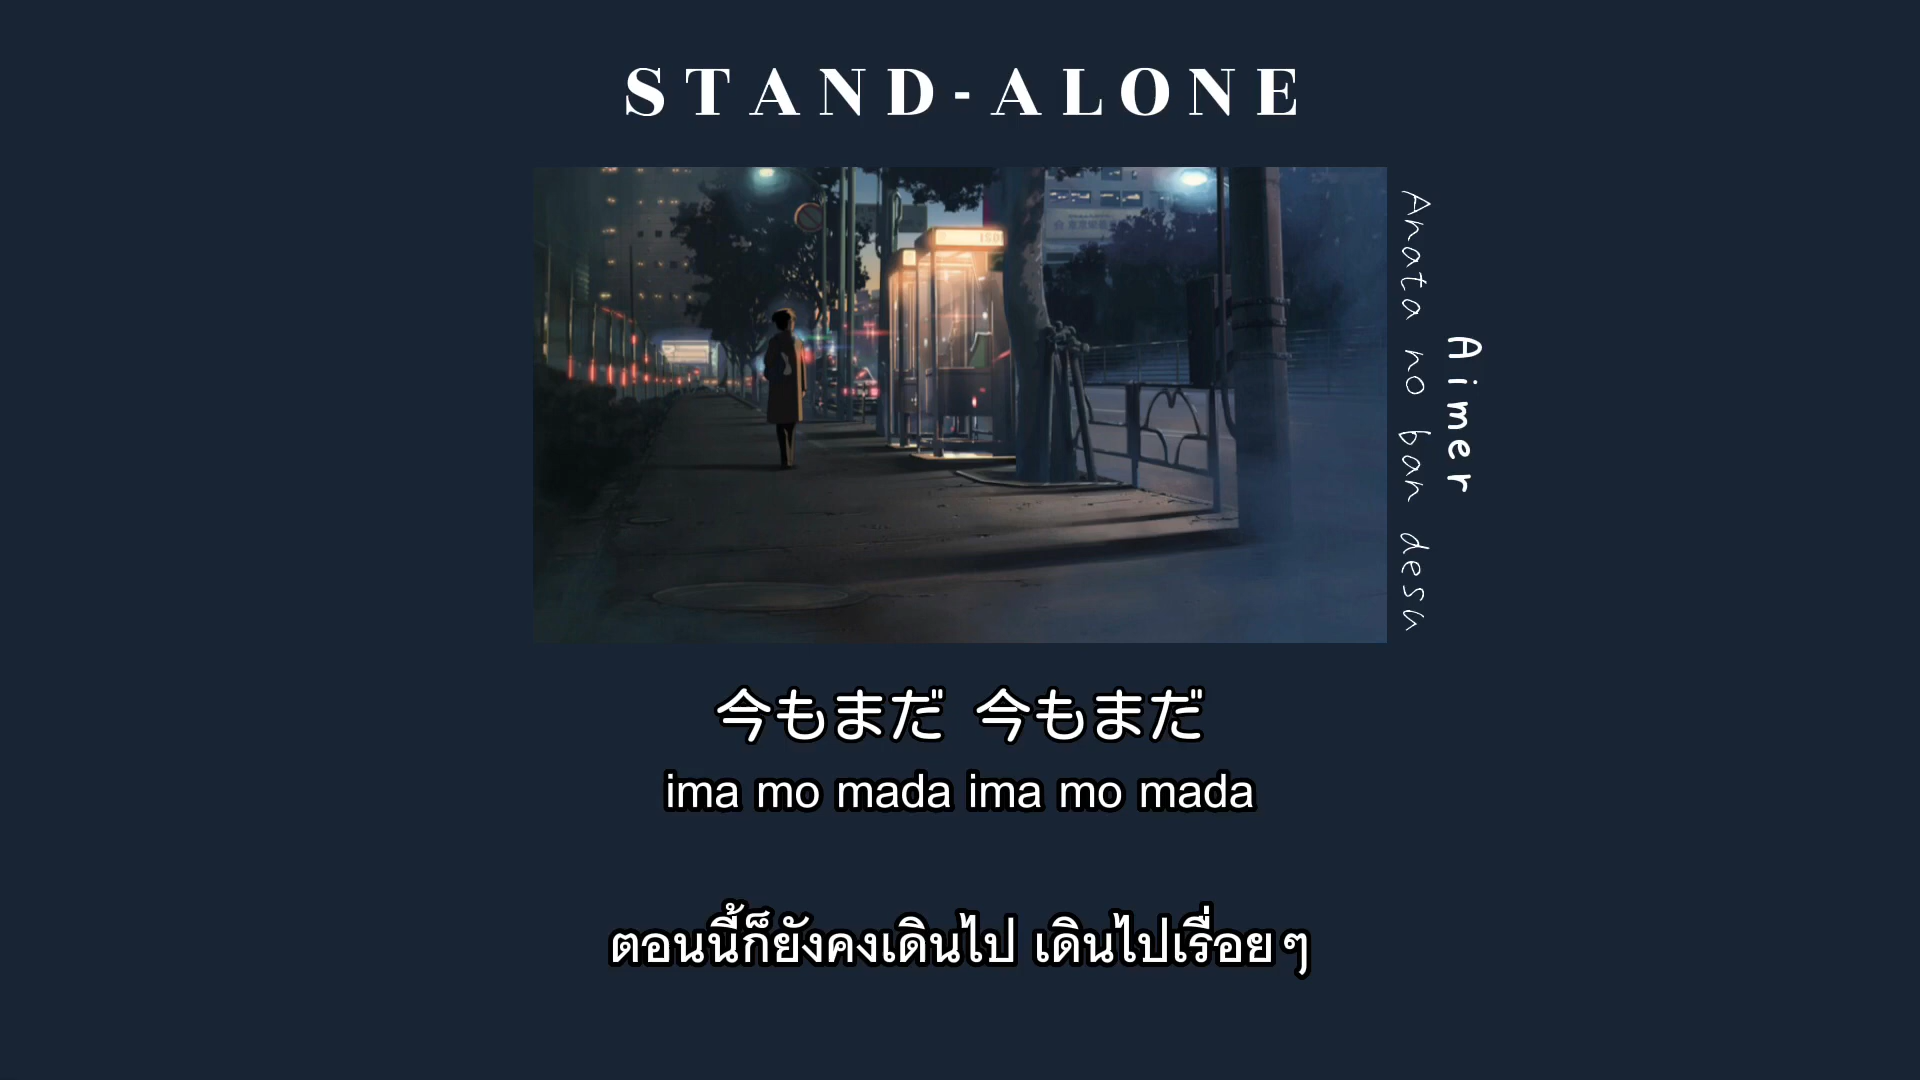 STAND-ALONE
Aimer
Anata no ban desu
今もまだ 今もまだ
ima mo mada ima mo mada
ตอนนี้ก็ยังคงเดินไป เดินไปเรื่อยๆ